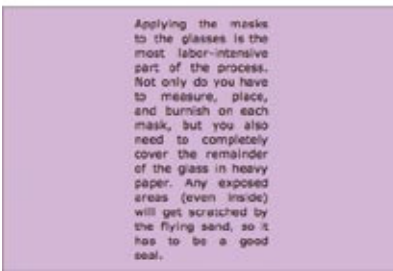 Applying the masks
to the glasses is the
most labor-intensive
part of the process.
Not only do you have
to measure, place,
and burnish on each
mask, but you also
need to completely
cover the remainder
of the glass in heavy
paper. Any exposed
areas (even inside)
will get scratched by
the flying sand, so it
has to be a good
seal.